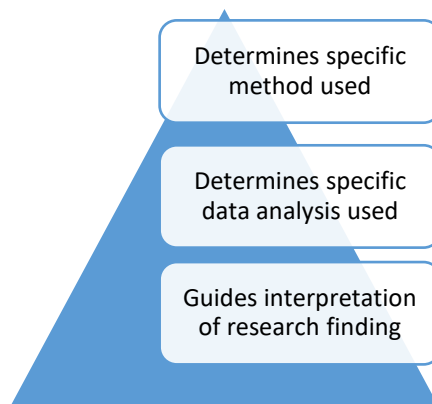 Determines specific
method used
Determines specific
data analysis used
Guides interpretation
of research finding